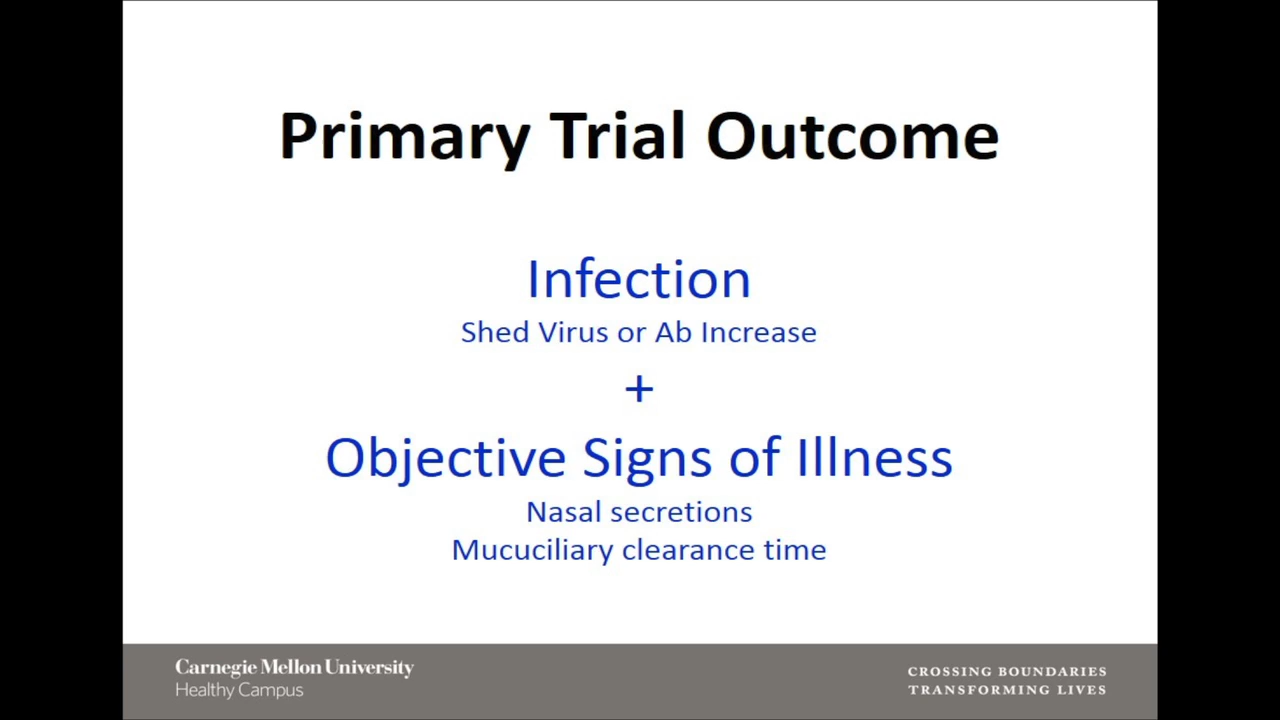 Primary Trial Outcome
Infection
Shed Virus or Ab Increase
+
Objective Signs of Illness
Nasal secretions
Mucuciliary clearance time
Carnegie Mellon University
Healthy Campus
CROSSING BOUNDARIES
TRANSFORMING LIVES